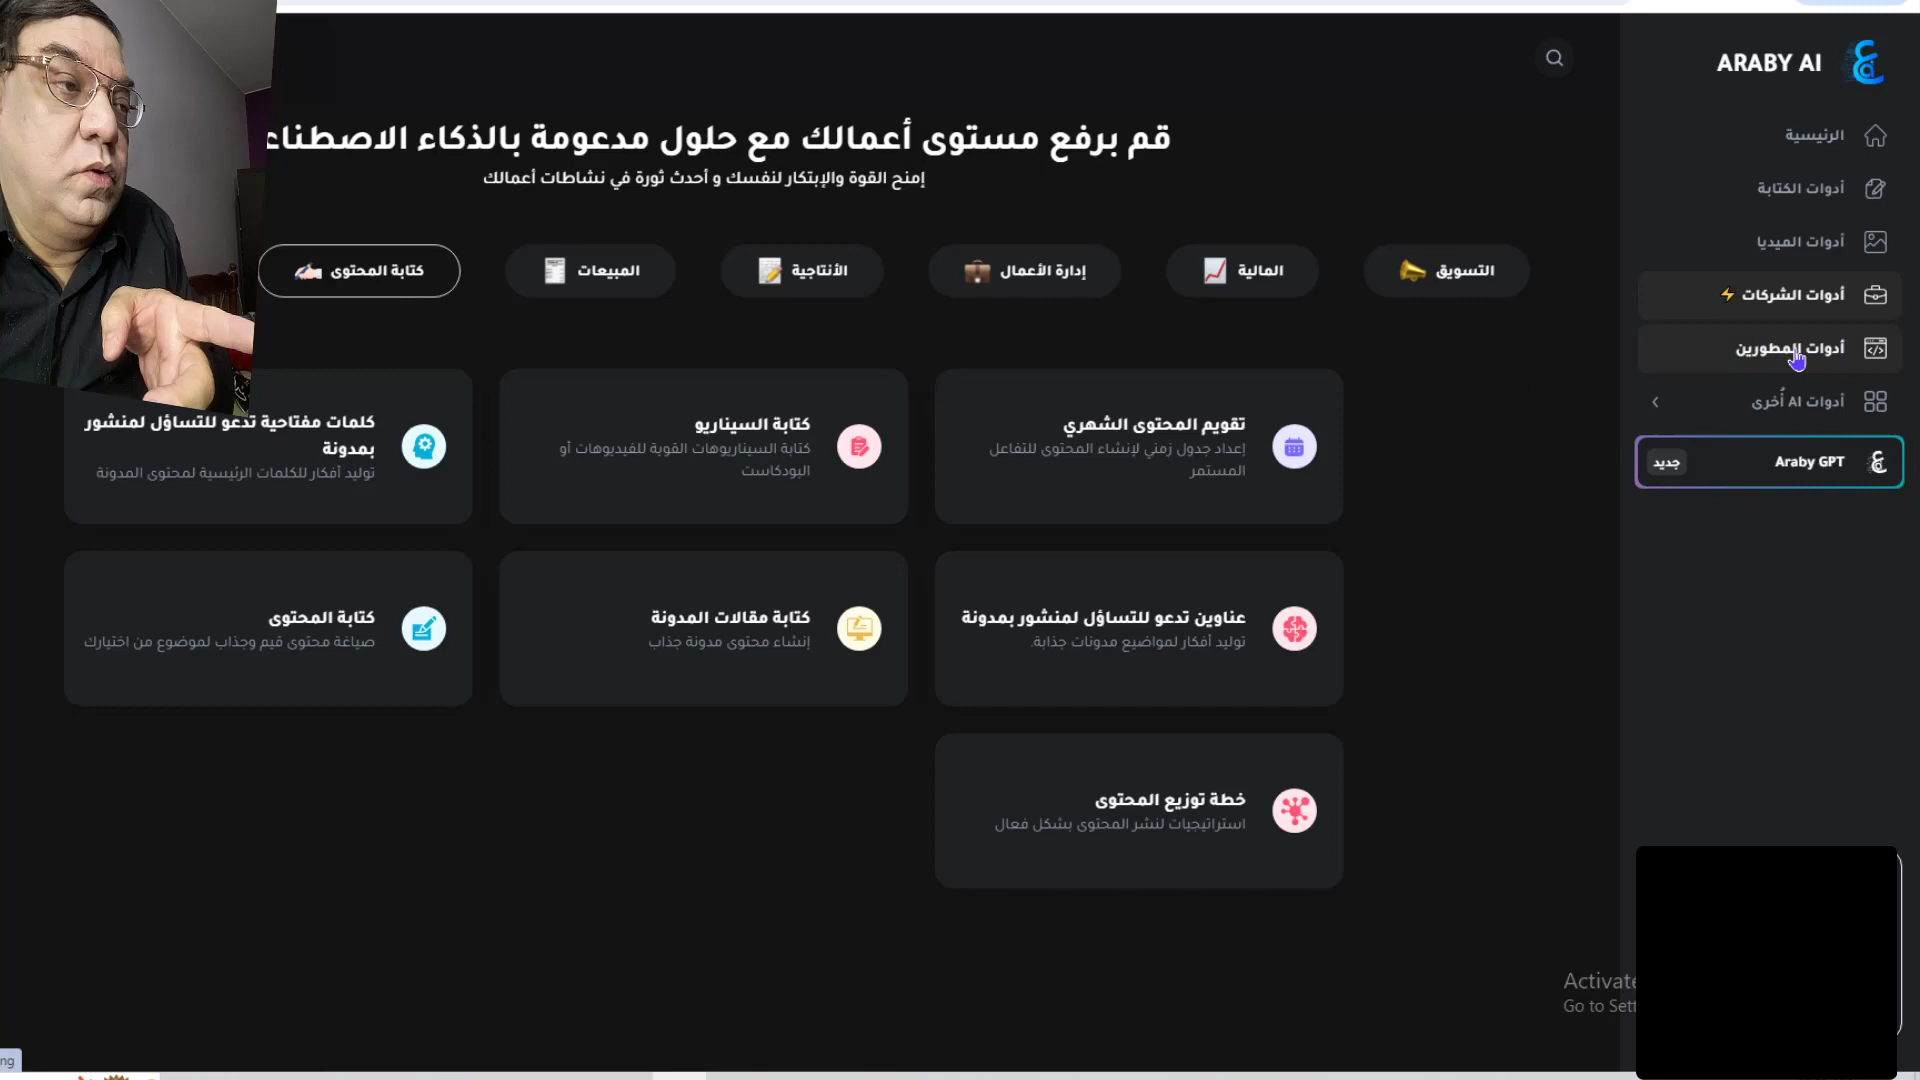 ARABY AI
الرئيسية
أدوات الكتابة
أدوات الميديا
أدوات الشركات
أدوات المطورين
أدوات AI أُخرى
Araby GPT
جديد
قم برفع مستوى أعمالك مع حلول مدعومة بالذكاء
إمنح القوة والإبتكار لنفسك و أحدث ثورة في نشاطات أعمالك
التسويق
المالية
إدارة الأعمال
الأنتاجية
المبيعات
كتابة المحتوى
تقويم المحتوى الشهري
إعداد جدول زمني لإنشاء المحتوى للتفاعل
المستمر
كتابة السيناريو
كتابة السيناريوهات القوية للفيديوهات أو
البودكاست
كلمات مفتاحية تدعو للتساؤل لمنشور
بمدونة
توليد أفكار للكلمات الرئيسية لمحتوى المدونة
عناوين تدعو للتساؤل لمنشور بمدونة
توليد أفكار لمواضيع مدونات جذابة.
كتابة مقالات المدونة
إنشاء محتوى مدونة جذاب
كتابة المحتوى
صياغة محتوى قيم وجذاب لموضوع من اختيارك
خطة توزيع المحتوى
استراتيجيات لنشر المحتوى بشكل فعال
Activate
Go to Sett
ng